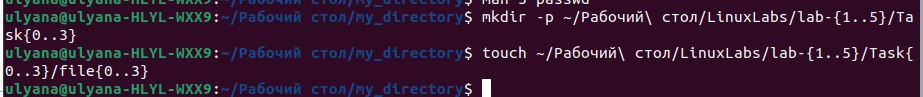 ulyana@ulyana-HLYL-WXX9:~/Рабочий стол/my_directory$ man 5 passwd
ulyana@ulyana-HLYL-WXX9:~/Рабочий стол/my_directory$ mkdir -p ~/Рабочий\ стол/LinuxLabs/lab-{1..5}/Ta
sk{0..3}
ulyana@ulyana-HLYL-WXX9:~/Рабочий стол/my_directory$ touch ~/Рабочий\ стол/LinuxLabs/lab-{1..5}/Task{
0..3}/file{0..3}
ulyana@ulyana-HLYL-WXX9:~/Рабочий стол/my_directory$